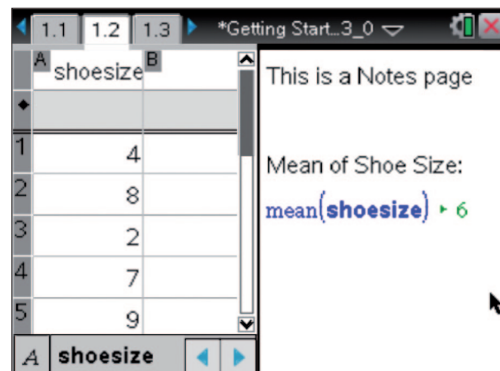 1.1 1.2 1.3 *Getting Start...3_0
A shoesize B
1 4
2 8
3 2
4 7
5 9
A shoesize
This is a Notes page
Mean of Shoe Size:
mean(shoesize) ▸ 6